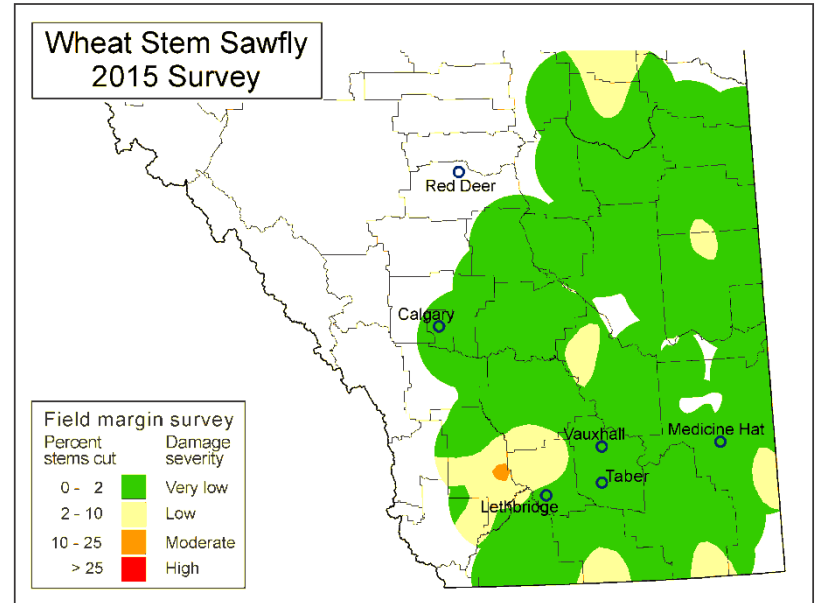 Wheat Stem Sawfly
2015 Survey
Red Deer
Calgary
Vauxhall
Medicine Hat
Taber
Lethbridge
Field margin survey
Percent Damage
stems cut severity
0 - 2 Very low
2 - 10 Low
10 - 25 Moderate
> 25 High